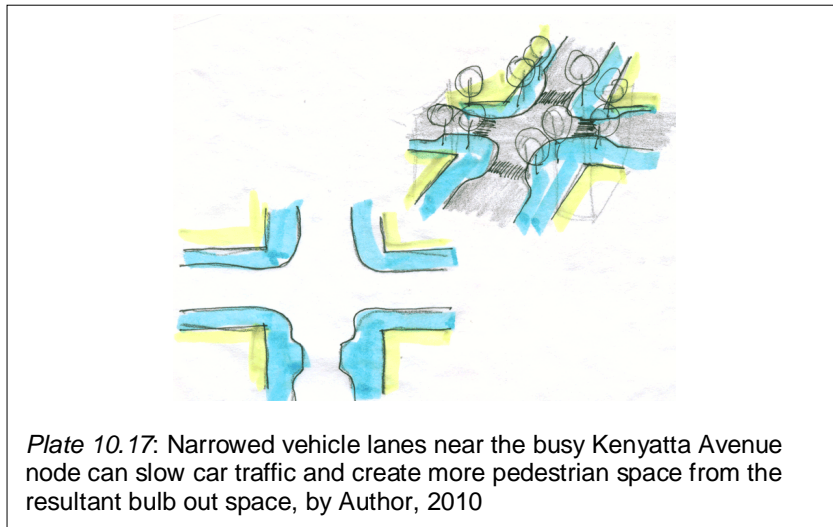 Plate 10.17: Narrowed vehicle lanes near the busy Kenyatta Avenue
node can slow car traffic and create more pedestrian space from the
resultant bulb out space, by Author, 2010